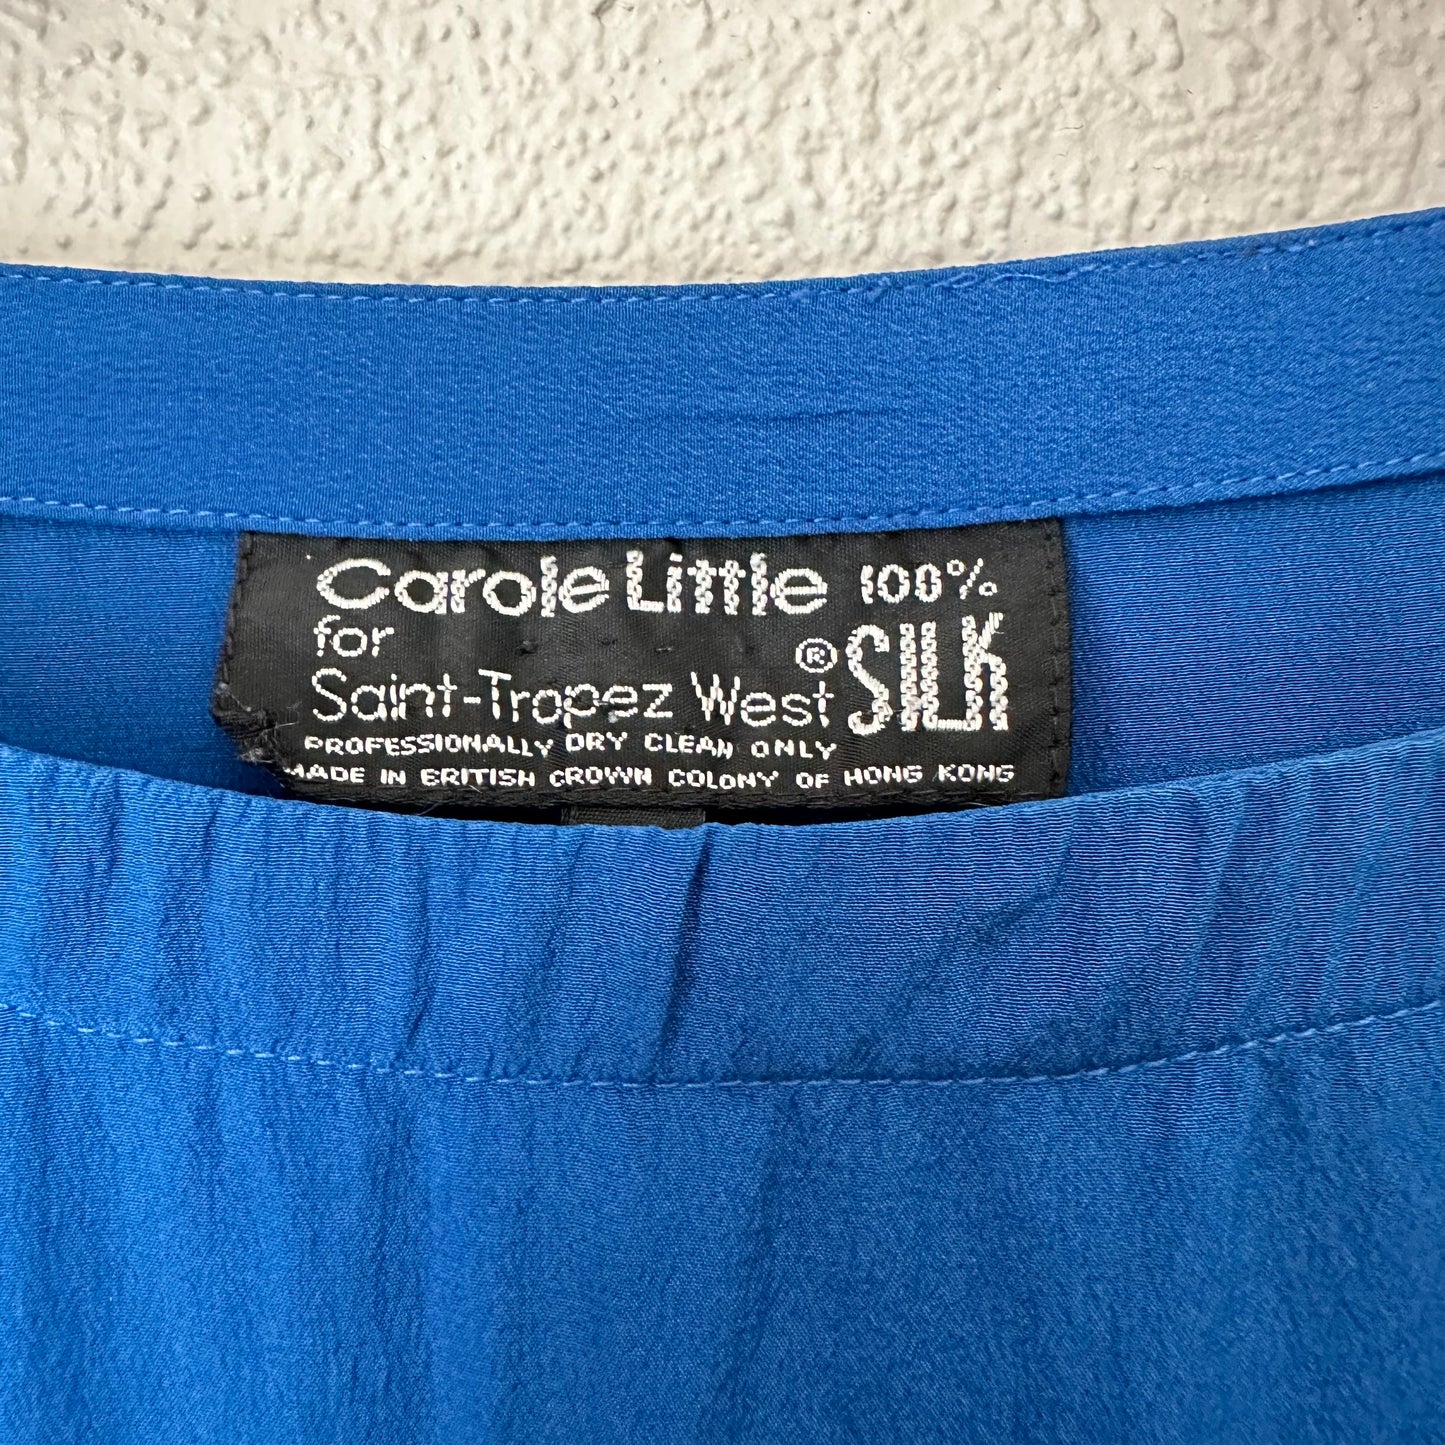 Carole Little 100%
for
Saint-Tropez West® SILK
PROFESSIONALLY DRY CLEAN ONLY
MADE IN BRITISH CROWN COLONY OF HONG KONG